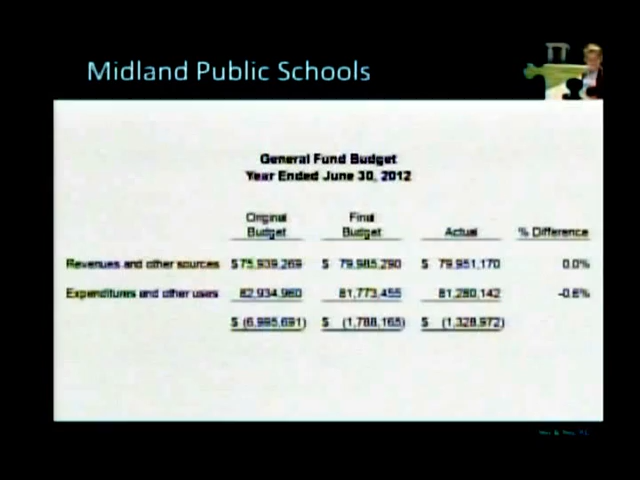 Midland Public Schools
General Fund Budget
Year Ended June 30, 2012
Original Budget Final Budget Actual % Difference
Revenues and other sources $ 75,939,269 $ 79,985,290 $ 79,951,170 0.0%
Expenditures and other uses 82,934,960 81,773,455 81,280,142 -0.6%
$ (6,995,691) $ (1,788,165) $ (1,328,972)